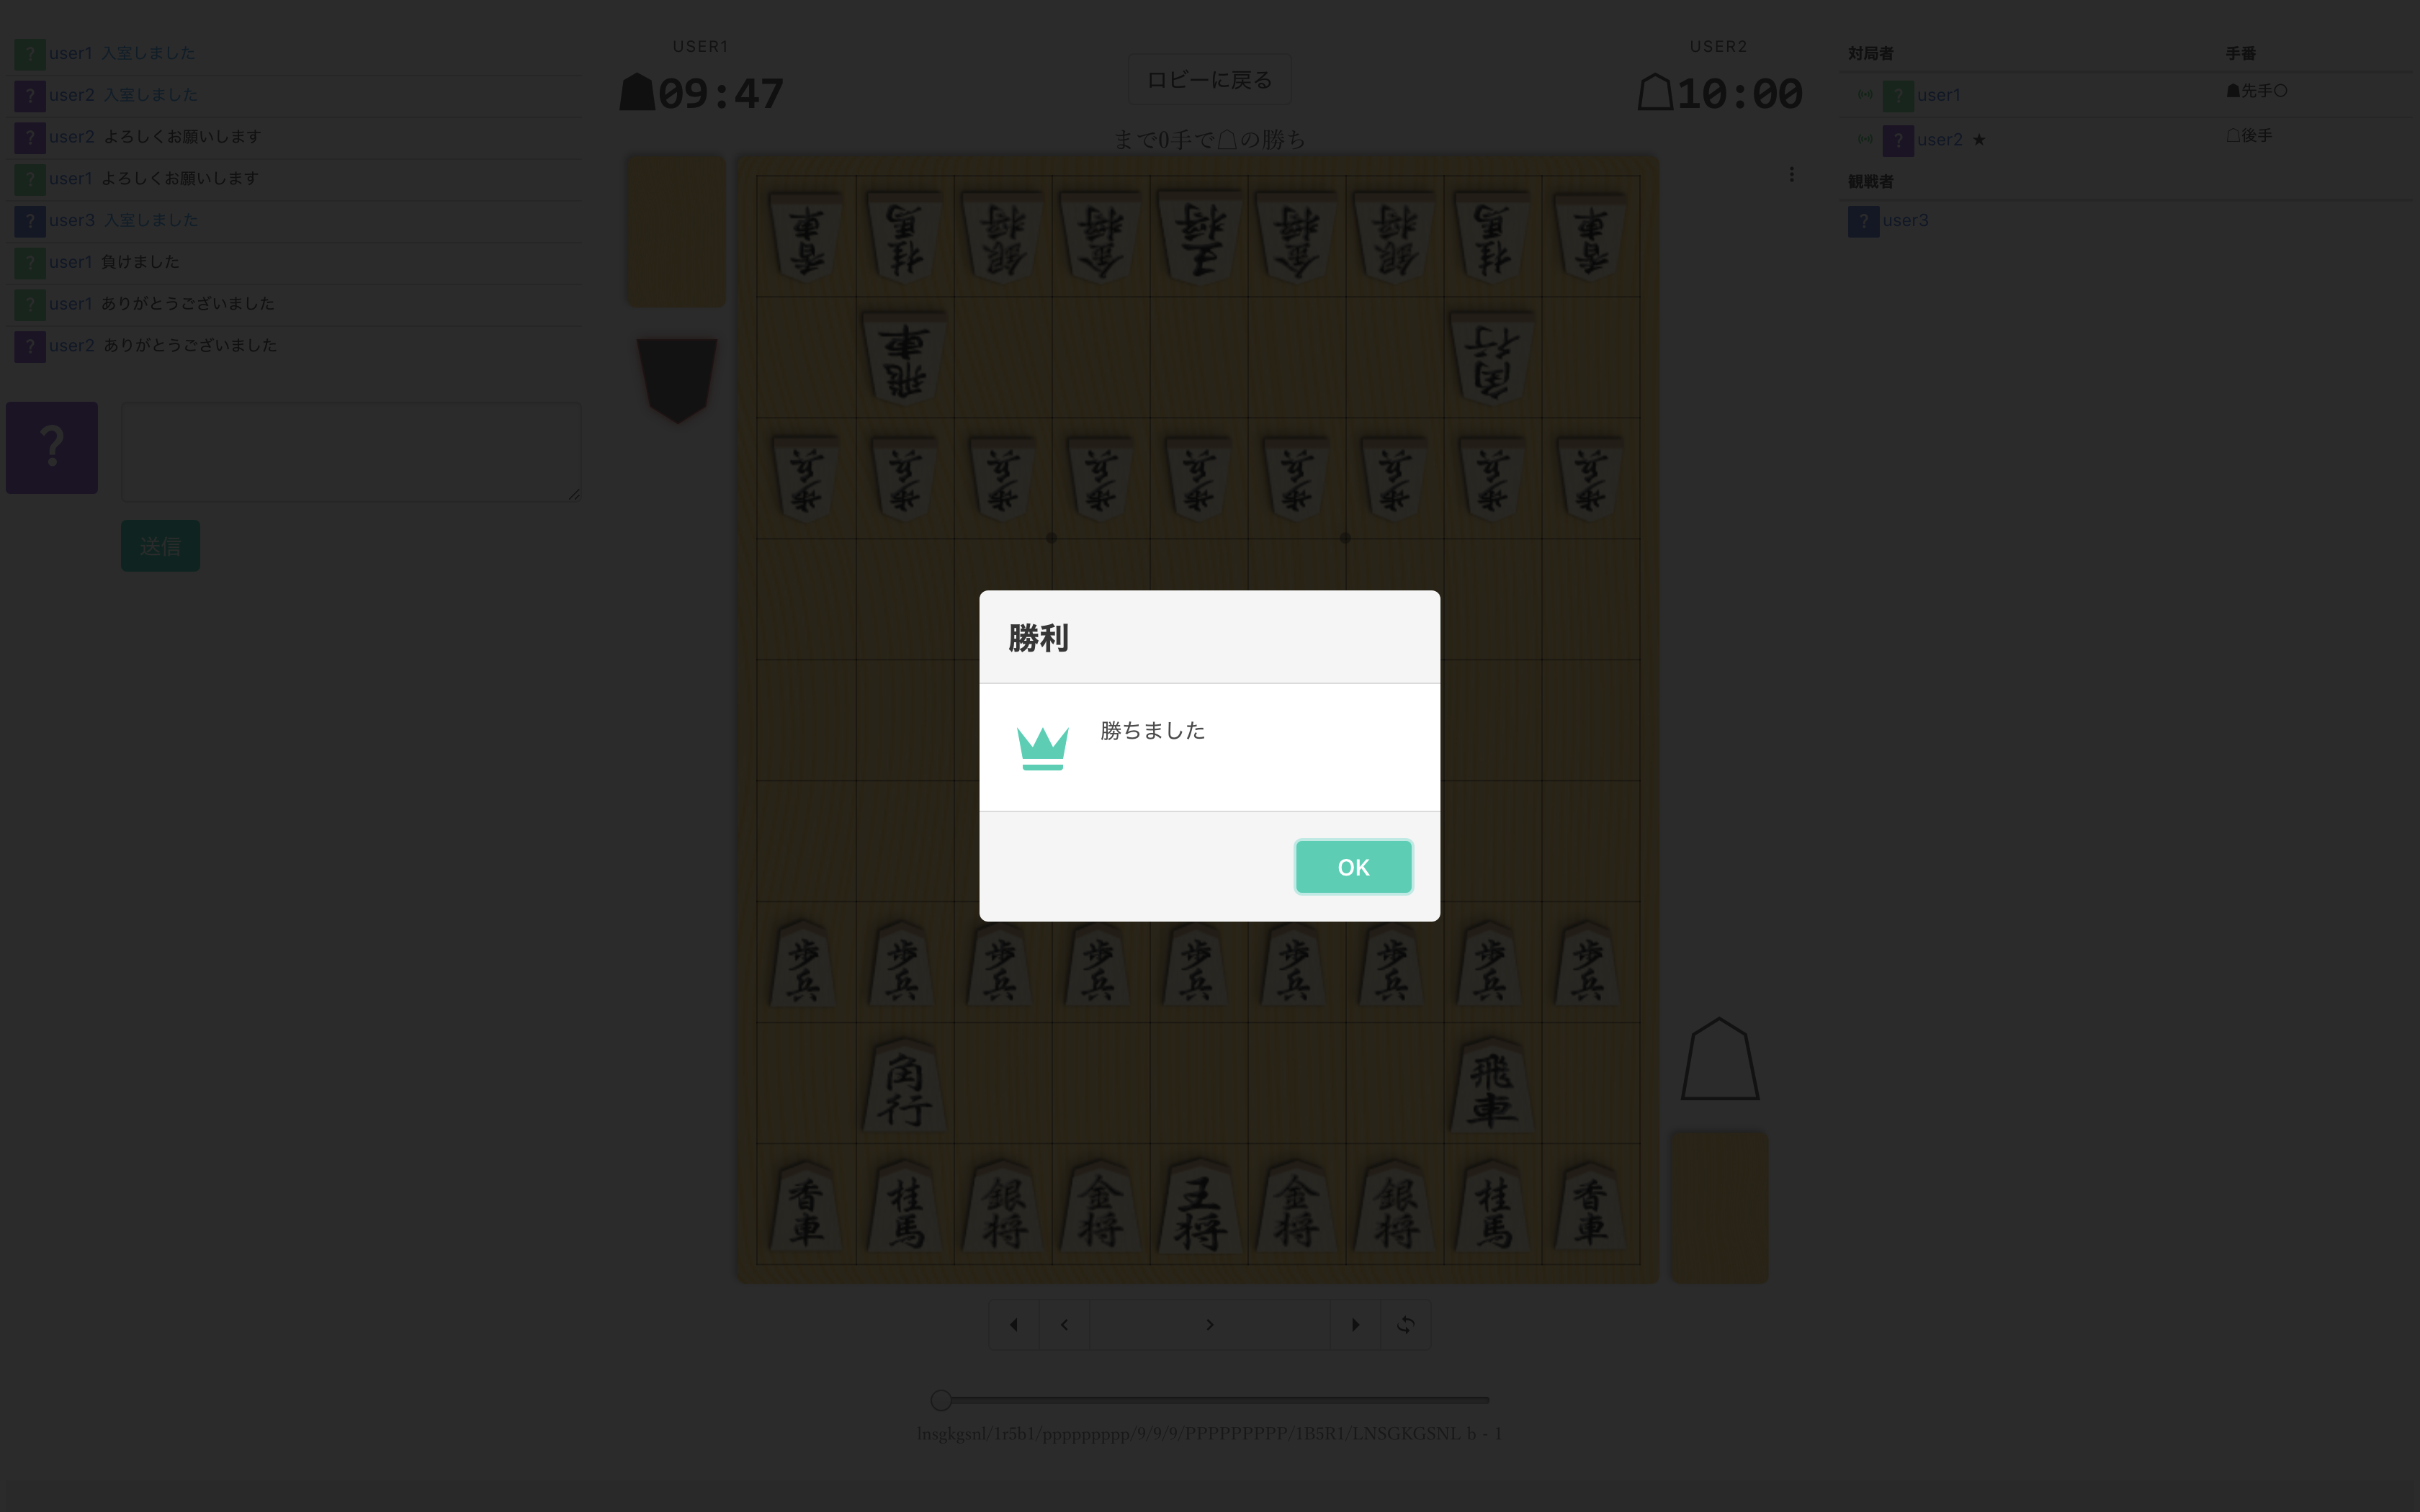 ? user1 入室しました
? user2 入室しました
? user2 よろしくお願いします
? user1 よろしくお願いします
? user3 入室しました
? user1 負けました
? user1 ありがとうございました
? user2 ありがとうございました
?
送信
USER1
09:47
ロビーに戻る
USER2
10:00
まで0手で☖の勝ち
香車 桂馬 銀将 金将 王将 金将 銀将 桂馬 香車
飛車 角行
歩兵 歩兵 歩兵 歩兵 歩兵 歩兵 歩兵 歩兵 歩兵
勝利
勝ちました
OK
歩兵 歩兵 歩兵 歩兵 歩兵 歩兵 歩兵 歩兵 歩兵
角行 飛車
香車 桂馬 銀将 金将 王将 金将 銀将 桂馬 香車
lnsgkgsnl/1r5b1/ppppppppp/9/9/9/PPPPPPPPP/1B5R1/LNSGKGSNL b - 1
対局者 手番
? user1 ☗先手○
? user2 ★ ☖後手
観戦者
? user3